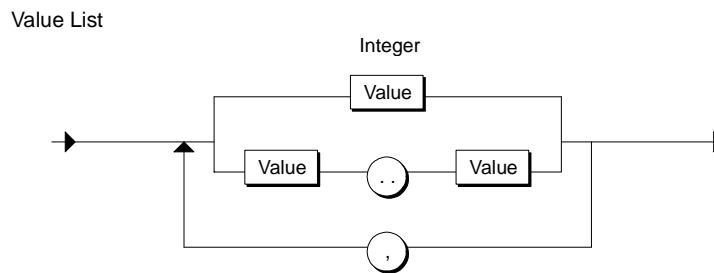 Value List
Integer
Value
Value . . Value
,